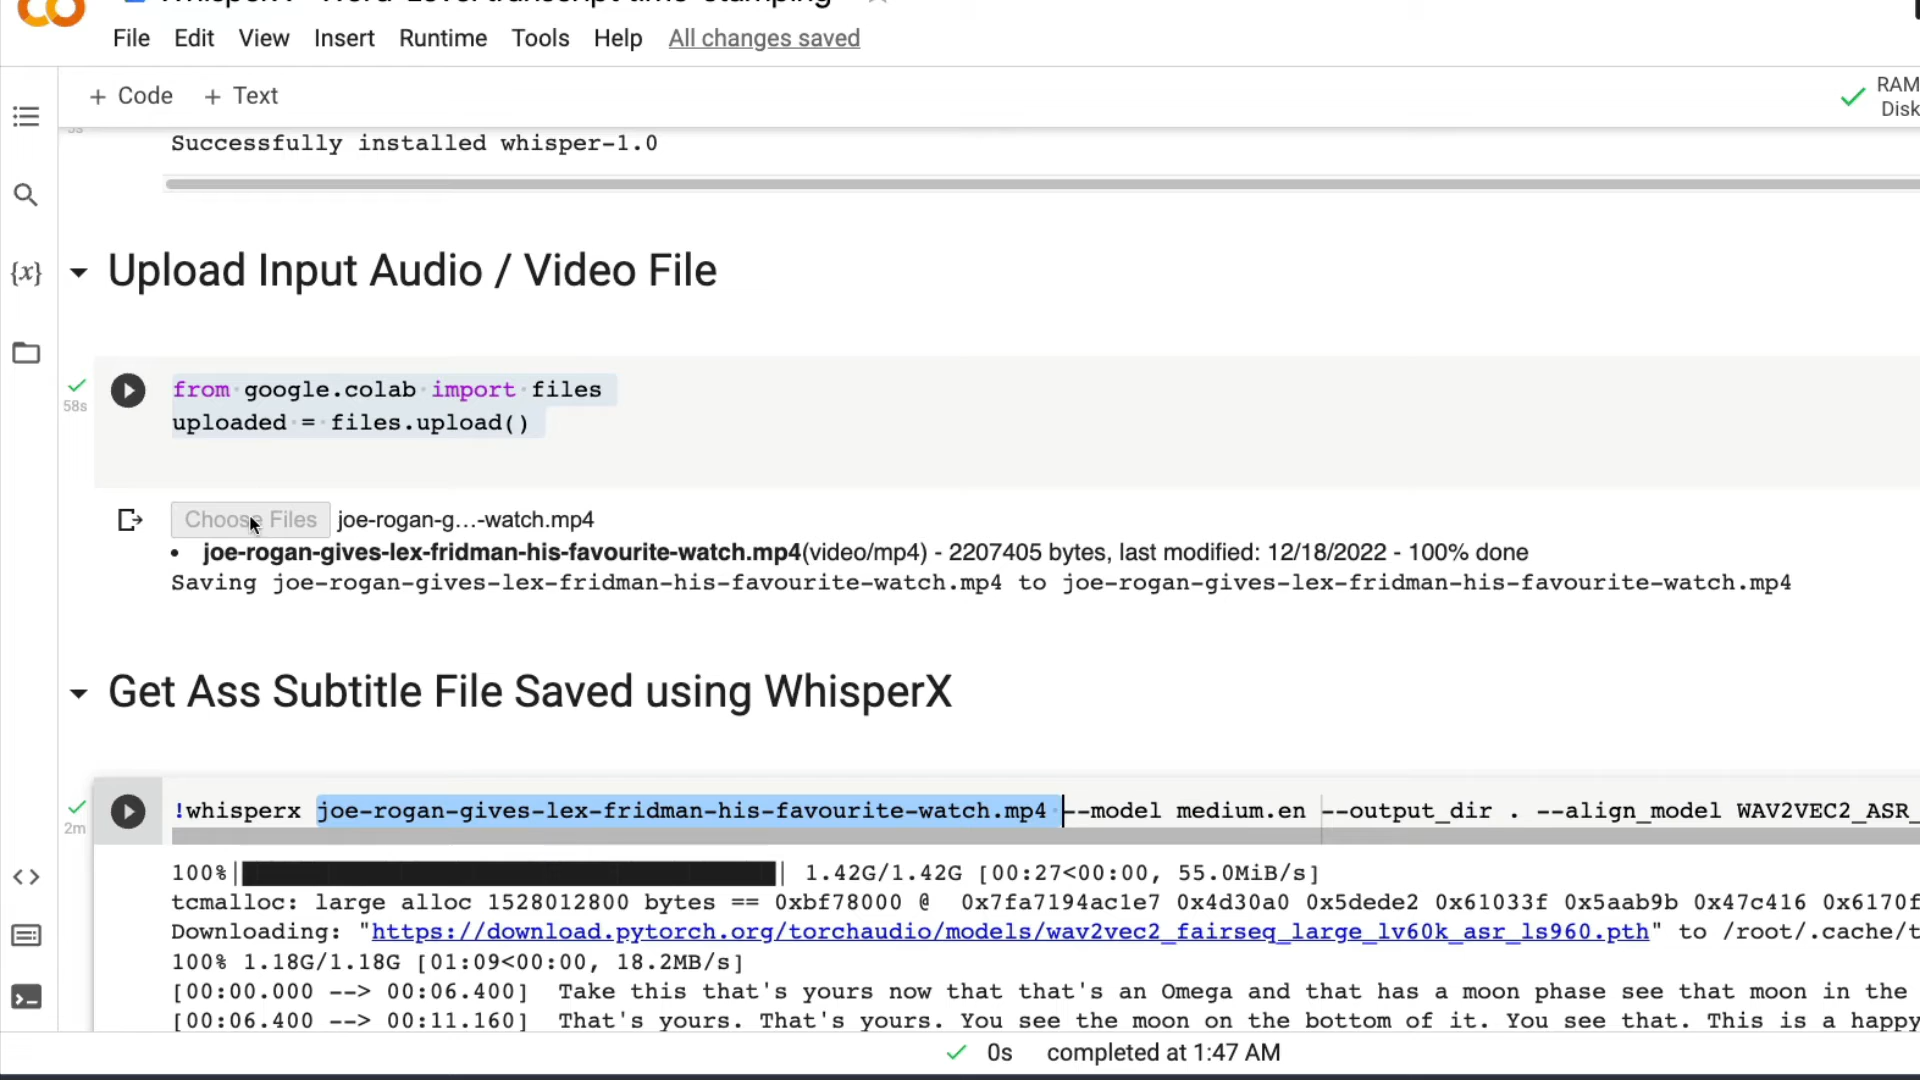 WhisperX - Word-Level transcript time-stamping
File Edit View Insert Runtime Tools Help All changes saved
+ Code + Text
RAM
Disk
3s
Successfully installed whisper-1.0
{x}
Upload Input Audio / Video File
58s
from google.colab import files
uploaded = files.upload()
Choose Files joe-rogan-g...-watch.mp4
• joe-rogan-gives-lex-fridman-his-favourite-watch.mp4(video/mp4) - 2207405 bytes, last modified: 12/18/2022 - 100% done
Saving joe-rogan-gives-lex-fridman-his-favourite-watch.mp4 to joe-rogan-gives-lex-fridman-his-favourite-watch.mp4
Get Ass Subtitle File Saved using WhisperX
2m
!whisperx joe-rogan-gives-lex-fridman-his-favourite-watch.mp4 --model medium.en --output_dir . --align_model WAV2VEC2_ASR_
100%| | 1.42G/1.42G [00:27<00:00, 55.0MiB/s]
tcmalloc: large alloc 1528012800 bytes == 0xbf78000 @ 0x7fa7194ac1e7 0x4d30a0 0x5dede2 0x61033f 0x5aab9b 0x47c416 0x6170f
Downloading: "https://download.pytorch.org/torchaudio/models/wav2vec2_fairseq_large_lv60k_asr_ls960.pth" to /root/.cache/t
100% 1.18G/1.18G [01:09<00:00, 18.2MB/s]
[00:00.000 --> 00:06.400] Take this that's yours now that that's an Omega and that has a moon phase see that moon in the
[00:06.400 --> 00:11.160] That's yours. That's yours. You see the moon on the bottom of it. You see that. This is a happy
0s completed at 1:47 AM